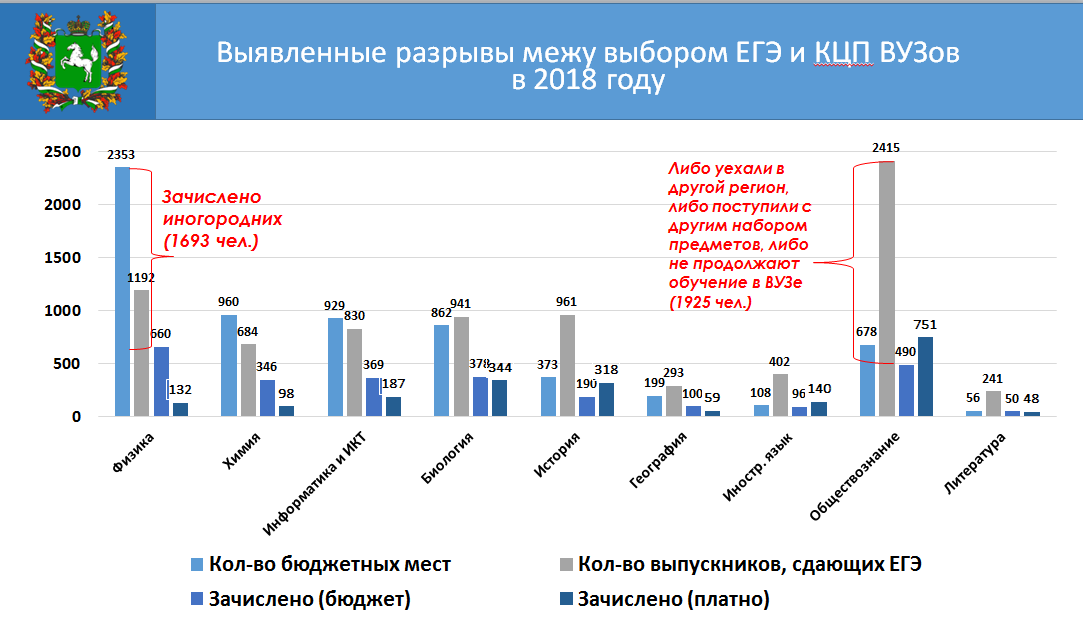 Выявленные разрывы межу выбором ЕГЭ и КЦП ВУЗов
в 2018 году
2500
2000
1500
1000
500
0
2353
1192
660
132
960
684
346
98
929
830
369
187
862
941
378
344
373
961
190
318
199
293
100
59
108
402
96
140
678
2415
490
751
56
241
50
48
Зачислено
иногородних
(1693 чел.)
Либо уехали в
другой регион,
либо поступили с
другим набором
предметов, либо
не продолжают
обучение в ВУЗе
(1925 чел.)
Физика
Химия
Информатика и ИКТ
Биология
История
География
Иностр. язык
Обществознание
Литература
Кол-во бюджетных мест
Кол-во выпускников, сдающих ЕГЭ
Зачислено (бюджет)
Зачислено (платно)